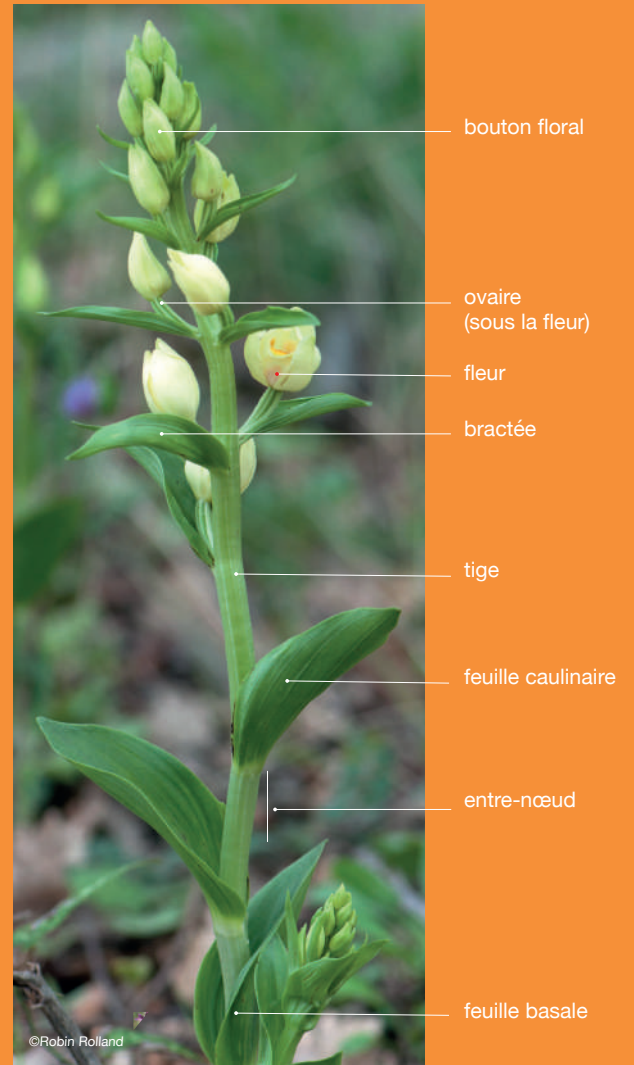 bouton floral
ovaire
(sous la fleur)
fleur
bractée
tige
feuille caulinaire
entre-nœud
feuille basale
©Robin Rolland